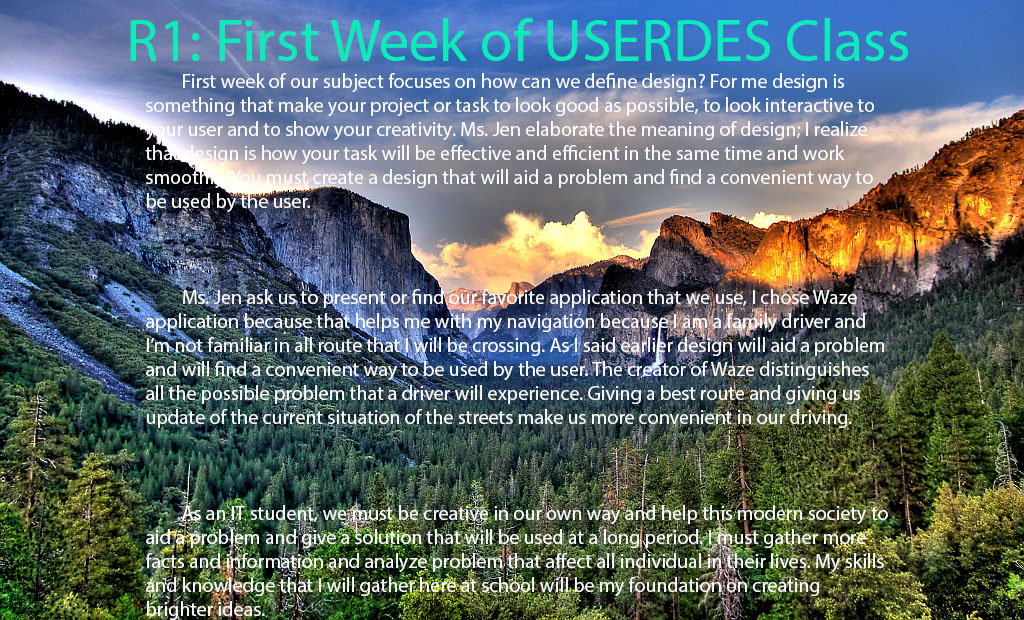 R1: First Week of USERDES Class
First week of our subject focuses on how can we define design? For me design is
something that make your project or task to look good as possible, to look interactive to
your user and to show your creativity. Ms. Jen elaborate the meaning of design; I realize
that design is how your task will be effective and efficient in the same time and work
smoothly. You must create a design that will aid a problem and find a convenient way to
be used by the user.
Ms. Jen ask us to present or find our favorite application that we use, I chose Waze
application because that helps me with my navigation because I am a family driver and
I'm not familiar in all route that I will be crossing. As I said earlier design will aid a problem
and will find a convenient way to be used by the user. The creator of Waze distinguishes
all the possible problem that a driver will experience. Giving a best route and giving us
update of the current situation of the streets make us more convenient in our driving.
As an IT student, we must be creative in our own way and help this modern society to
aid a problem and give a solution that will be used at a long period. I must gather more
facts and information and analyze problem that affect all individual in their lives. My skills
and knowledge that I will gather here at school will be my foundation on creating
brighter ideas.